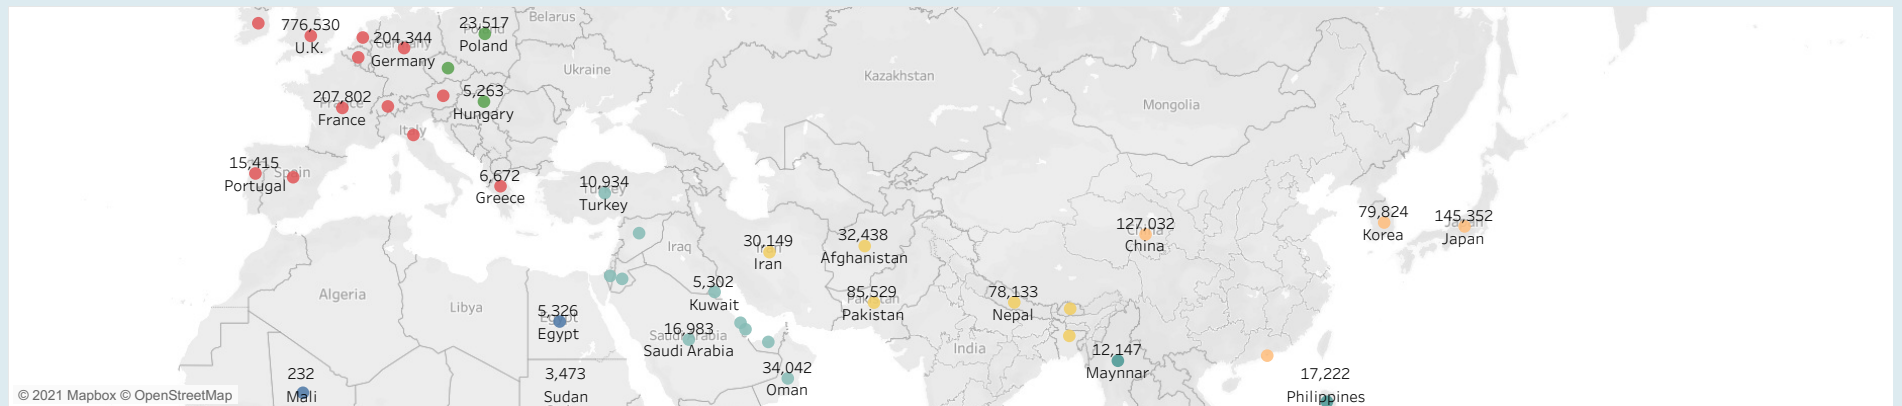 Belarus
776,530
U.K.
204,344
Germany
23,517
Poland
Ukraine
Kazakhstan
Mongolia
207,802
France
5,263
Hungary
Italy
15,415
Portugal
Spain
6,672
Greece
10,934
Turkey
Iraq
30,149
Iran
32,438
Afghanistan
127,032
China
79,824
Korea
145,352
Japan
Algeria
Libya
5,326
Egypt
5,302
Kuwait
16,983
Saudi Arabia
85,529
Pakistan
78,133
Nepal
India
12,147
Maynnar
34,042
Oman
232
Mali
3,473
Sudan
17,222
Philippines
© 2021 Mapbox © OpenStreetMap